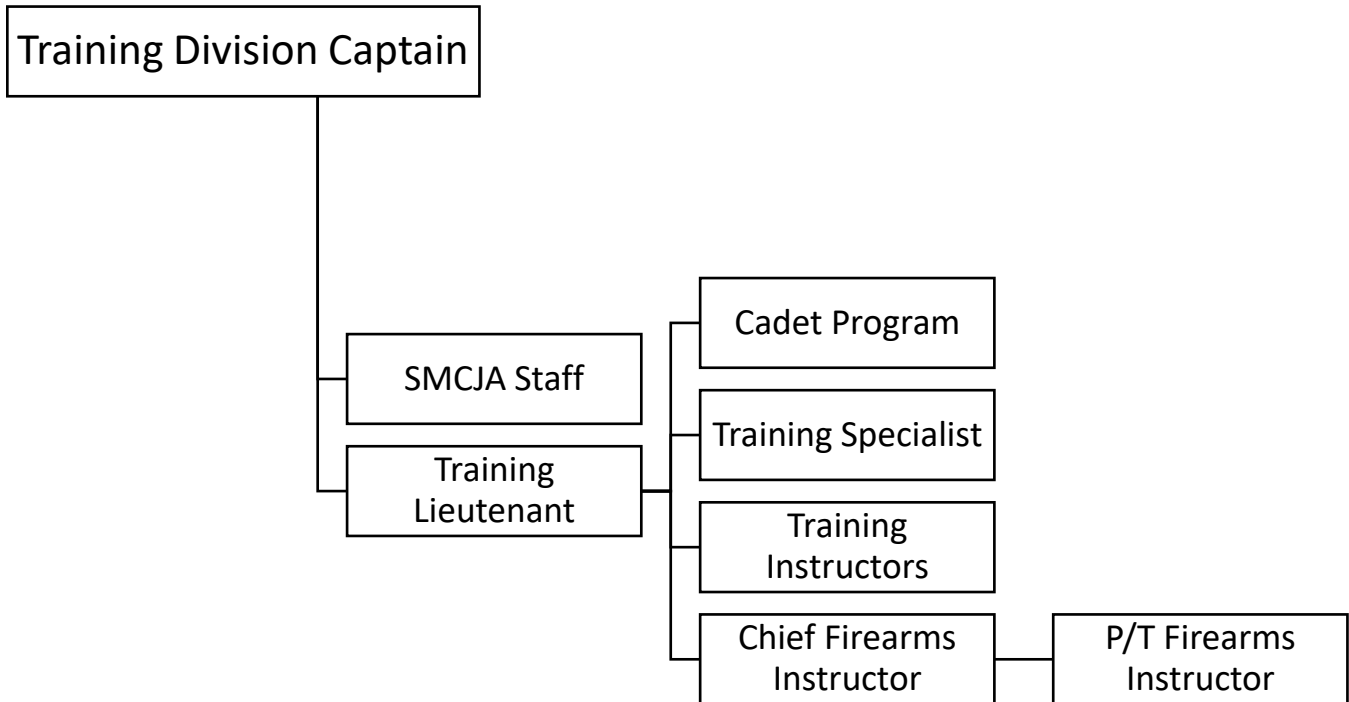 Training Division Captain
Cadet Program
SMCJA Staff
Training Specialist
Training
Lieutenant
Training
Instructors
Chief Firearms
Instructor
P/T Firearms
Instructor